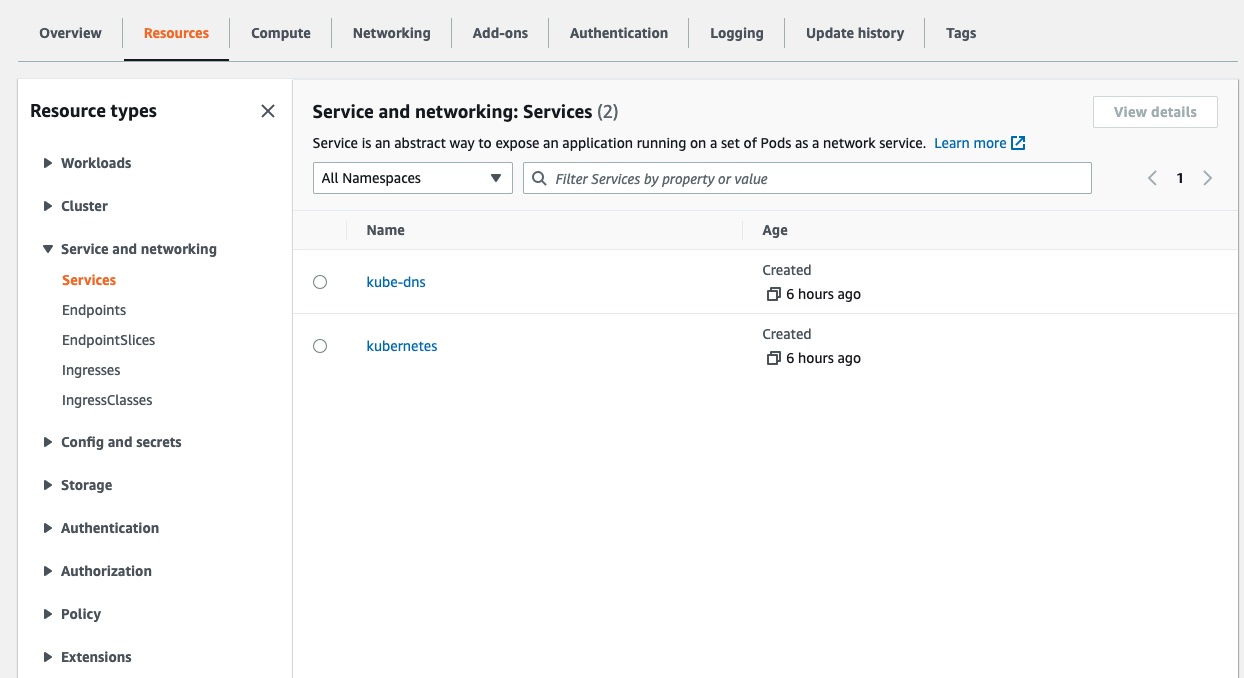 Overview Resources Compute Networking Add-ons Authentication Logging Update history Tags
Resource types
Workloads
Cluster
Service and networking
Services
Endpoints
EndpointSlices
Ingresses
IngressClasses
Config and secrets
Storage
Authentication
Authorization
Policy
Extensions
Service and networking: Services (2)
View details
Service is an abstract way to expose an application running on a set of Pods as a network service. Learn more
All Namespaces Filter Services by property or value 1
Name Age
kube-dns
Created
6 hours ago
kubernetes
Created
6 hours ago